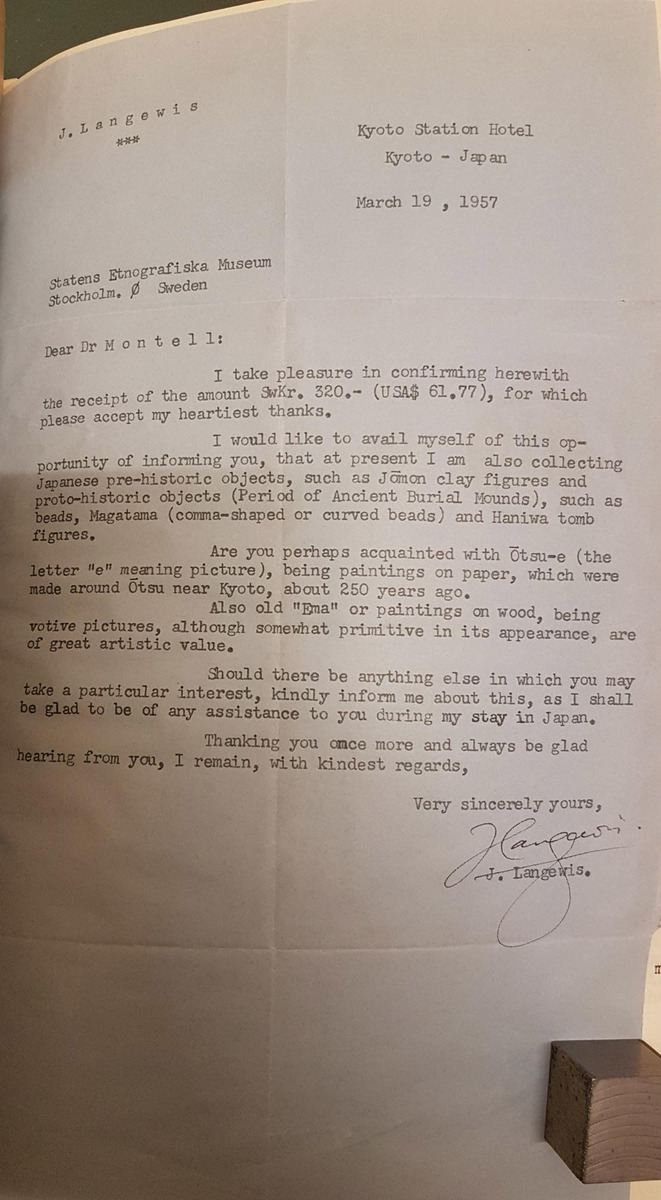 J. L a n g e w i s
***
Kyoto Station Hotel
Kyoto - Japan
March 19 , 1957
Statens Etnografiska Museum
Stockholm. Ø Sweden
Dear Dr M o n t e l l:
I take pleasure in confirming herewith
the receipt of the amount SwKr. 320.- (USA$ 61.77), for which
please accept my heartiest thanks.
I would like to avail myself of this op-
portunity of informing you, that at present I am also collecting
Japanese pre-historic objects, such as Jōmon clay figures and
proto-historic objects (Period of Ancient Burial Mounds), such as
beads, Magatama (comma-shaped or curved beads) and Haniwa tomb
figures.
Are you perhaps acquainted with Ōtsu-e (the
letter "e" meaning picture), being paintings on paper, which were
made around Ōtsu near Kyoto, about 250 years ago.
Also old "Ema" or paintings on wood, being
votive pictures, although somewhat primitive in its appearance, are
of great artistic value.
Should there be anything else in which you may
take a particular interest, kindly inform me about this, as I shall
be glad to be of any assistance to you during my stay in Japan.
Thanking you once more and always be glad
hearing from you, I remain, with kindest regards,
Very sincerely yours,
JLangewis.
J. Langewis.
m